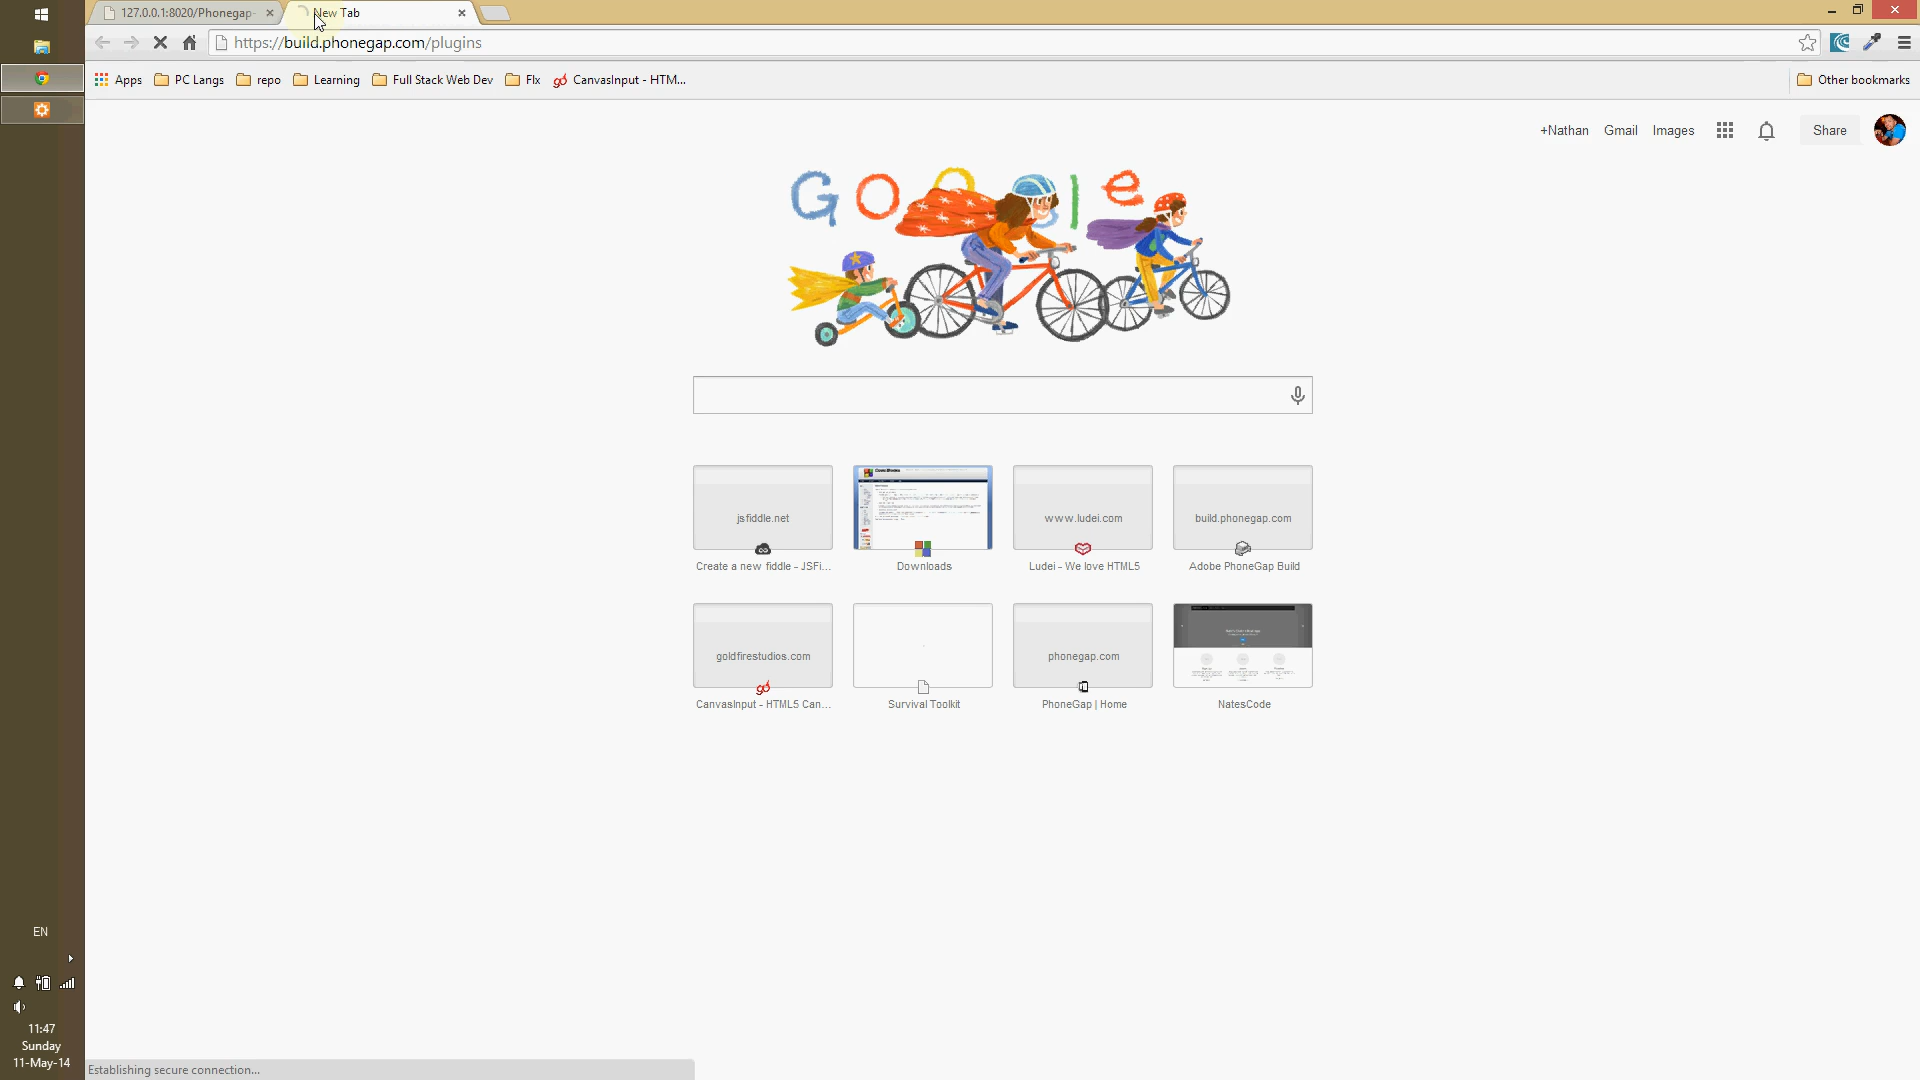 127.0.0.1:8020/Phonegap-
New Tab
https://build.phonegap.com/plugins
Apps
PC Langs
repo
Learning
Full Stack Web Dev
Flx
CanvasInput - HTM...
Other bookmarks
+Nathan
Gmail
Images
Share
Google
jsfiddle.net
www.ludei.com
build.phonegap.com
Create a new fiddle - JSFi...
Downloads
Ludei - We love HTML5
Adobe PhoneGap Build
goldfirestudios.com
phonegap.com
CanvasInput - HTML5 Can...
Survival Toolkit
PhoneGap | Home
NatesCode
EN
11:47
Sunday
11-May-14
Establishing secure connection...